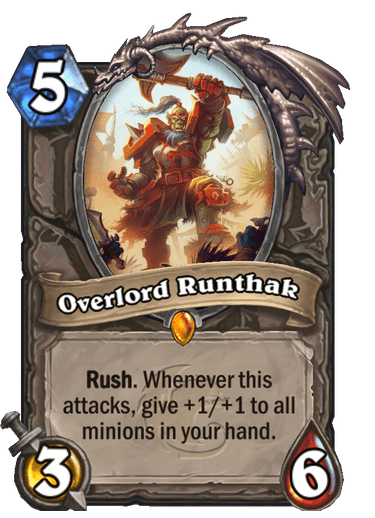 5
Overlord Runthak
Rush. Whenever this
attacks, give +1/+1 to all
minions in your hand.
3
6